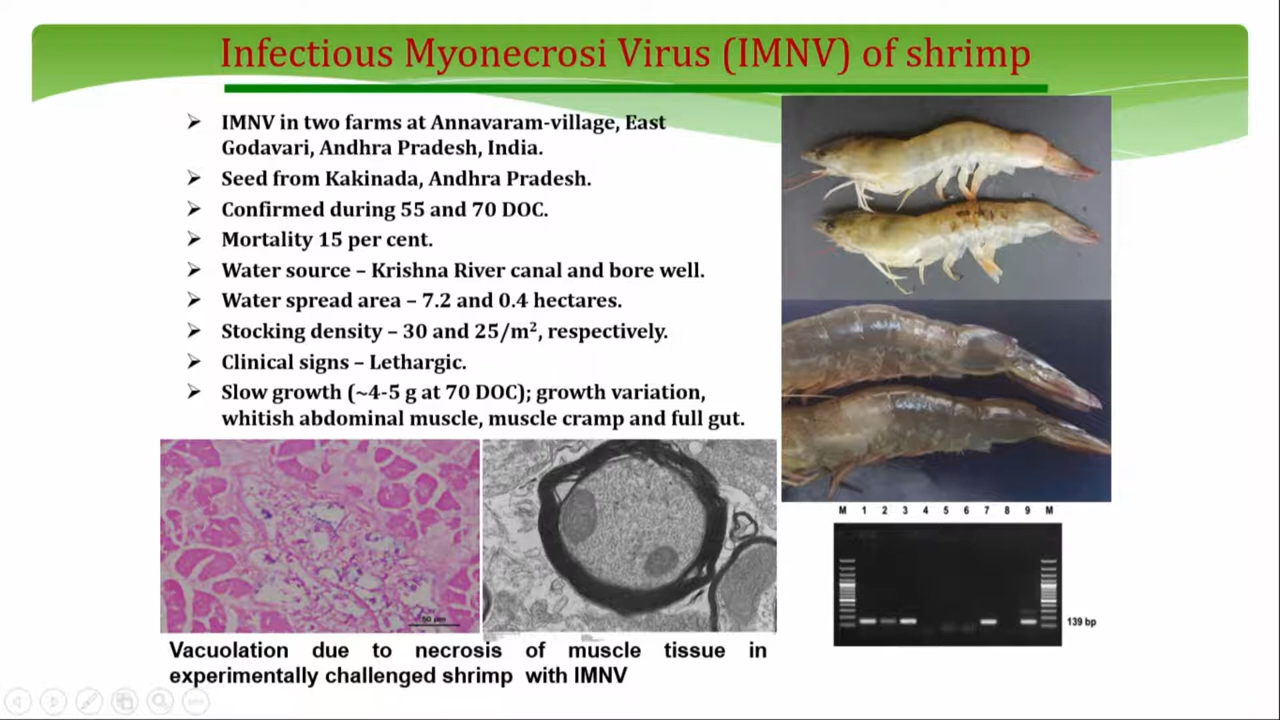 Infectious Myonecrosi Virus (IMNV) of shrimp
➢ IMNV in two farms at Annavaram-village, East
Godavari, Andhra Pradesh, India.
➢ Seed from Kakinada, Andhra Pradesh.
➢ Confirmed during 55 and 70 DOC.
➢ Mortality 15 per cent.
➢ Water source – Krishna River canal and bore well.
➢ Water spread area – 7.2 and 0.4 hectares.
➢ Stocking density – 30 and 25/m², respectively.
➢ Clinical signs – Lethargic.
➢ Slow growth (~4-5 g at 70 DOC); growth variation,
whitish abdominal muscle, muscle cramp and full gut.
50 µm
M 1 2 3 4 5 6 7 8 9 M
139 bp
Vacuolation due to necrosis of muscle tissue in
experimentally challenged shrimp with IMNV